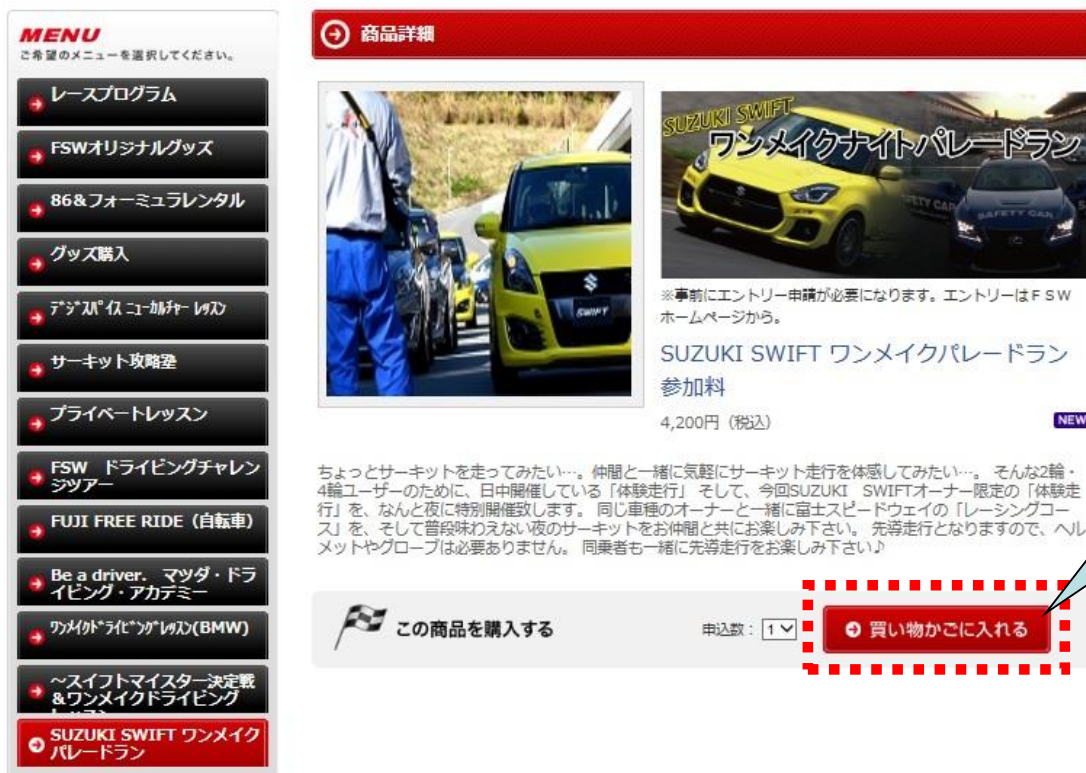 MENU
ご希望のメニューを選択してください。
レースプログラム
FSWオリジナルグッズ
86&フォーミュラレンタル
グッズ購入
ﾃﾞｼﾞｽﾊﾟｲｽ ﾆｭｰｶﾙﾁｬｰ ﾚｯｽﾝ
サーキット攻略塾
プライベートレッスン
FSW　ドライビングチャレン
ジツアー
FUJI FREE RIDE（自転車）
Be a driver.　マツダ・ドラ
イビング・アカデミー
ﾜﾝﾒｲｸﾄﾞﾗｲﾋﾞﾝｸﾞﾚｯｽﾝ(BMW)
～スイフトマイスター決定戦
&ワンメイクドライビング
SUZUKI SWIFT ワンメイク
パレードラン
商品詳細
SWIFT
SUZUKI SWIFT
ワンメイクナイトパレードラン
SAFETY CAR
SAFETY CAR
※事前にエントリー申請が必要になります。エントリーはＦＳＷ
ホームページから。
SUZUKI SWIFT ワンメイクパレードラン
参加料
4,200円（税込）
NEW
ちょっとサーキットを走ってみたい…。仲間と一緒に気軽にサーキット走行を体感してみたい…。 そんな2輪・
4輪ユーザーのために、日中開催している「体験走行」 そして、今回SUZUKI　SWIFTオーナー限定の「体験走
行」を、なんと夜に特別開催致します。 同じ車種のオーナーと一緒に富士スピードウェイの「レーシングコー
ス」を、そして普段味わえない夜のサーキットをお仲間と共にお楽しみ下さい。 先導走行となりますので、ヘル
メットやグローブは必要ありません。 同乗者も一緒に先導走行をお楽しみ下さい♪
この商品を購入する
申込数： 1
買い物かごに入れる